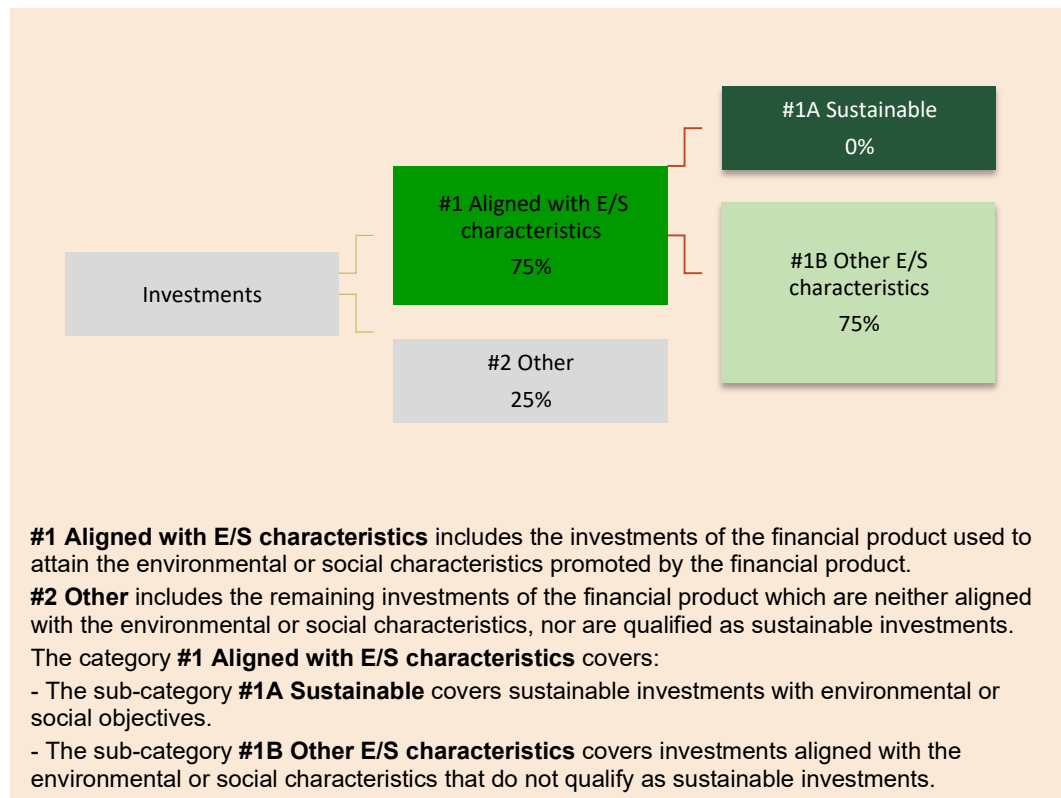 #1A Sustainable
0%
#1 Aligned with E/S
characteristics
75%
#1B Other E/S
characteristics
75%
Investments
#2 Other
25%
#1 Aligned with E/S characteristics includes the investments of the financial product used to
attain the environmental or social characteristics promoted by the financial product.
#2 Other includes the remaining investments of the financial product which are neither aligned
with the environmental or social characteristics, nor are qualified as sustainable investments.
The category #1 Aligned with E/S characteristics covers:
- The sub-category #1A Sustainable covers sustainable investments with environmental or
social objectives.
- The sub-category #1B Other E/S characteristics covers investments aligned with the
environmental or social characteristics that do not qualify as sustainable investments.